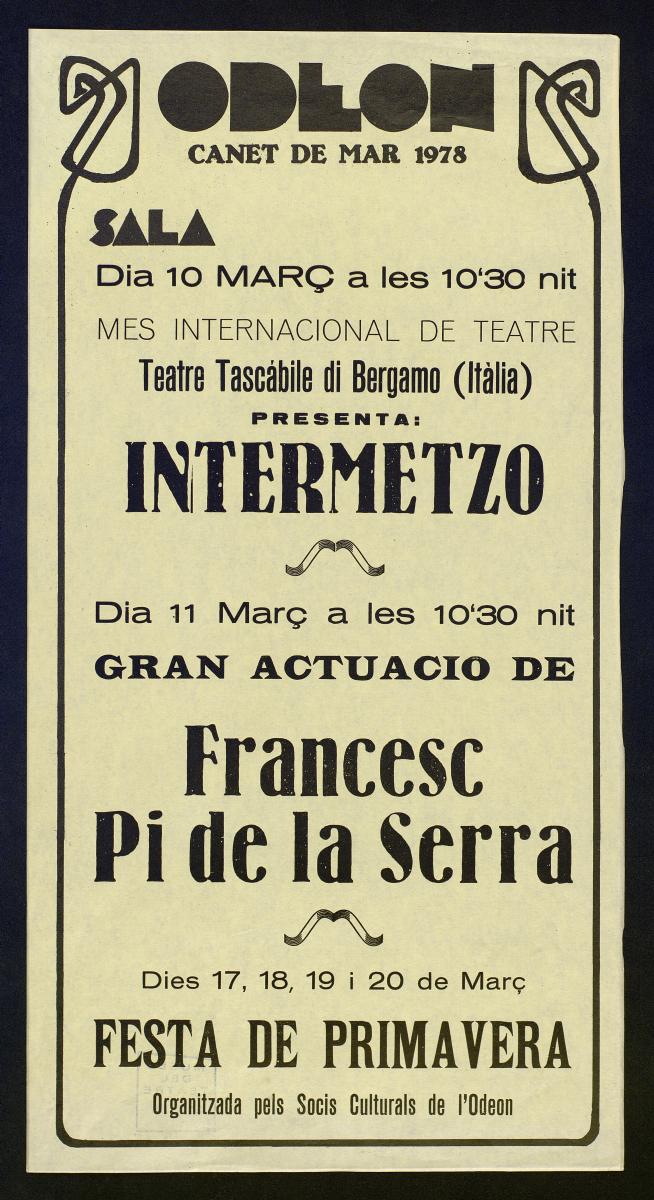 ODEON
CANET DE MAR 1978
SALA
Dia 10 MARÇ a les 10'30 nit
MES INTERNACIONAL DE TEATRE
Teatre Tascábile di Bergamo (Itàlia)
PRESENTA:
INTERMETZO
Dia 11 Març a les 10'30 nit
GRAN ACTUACIO DE
Francesc
Pi de la Serra
Dies 17, 18, 19 i 20 de Març
FESTA DE PRIMAVERA
Organitzada pels Socis Culturals de l'Odeon